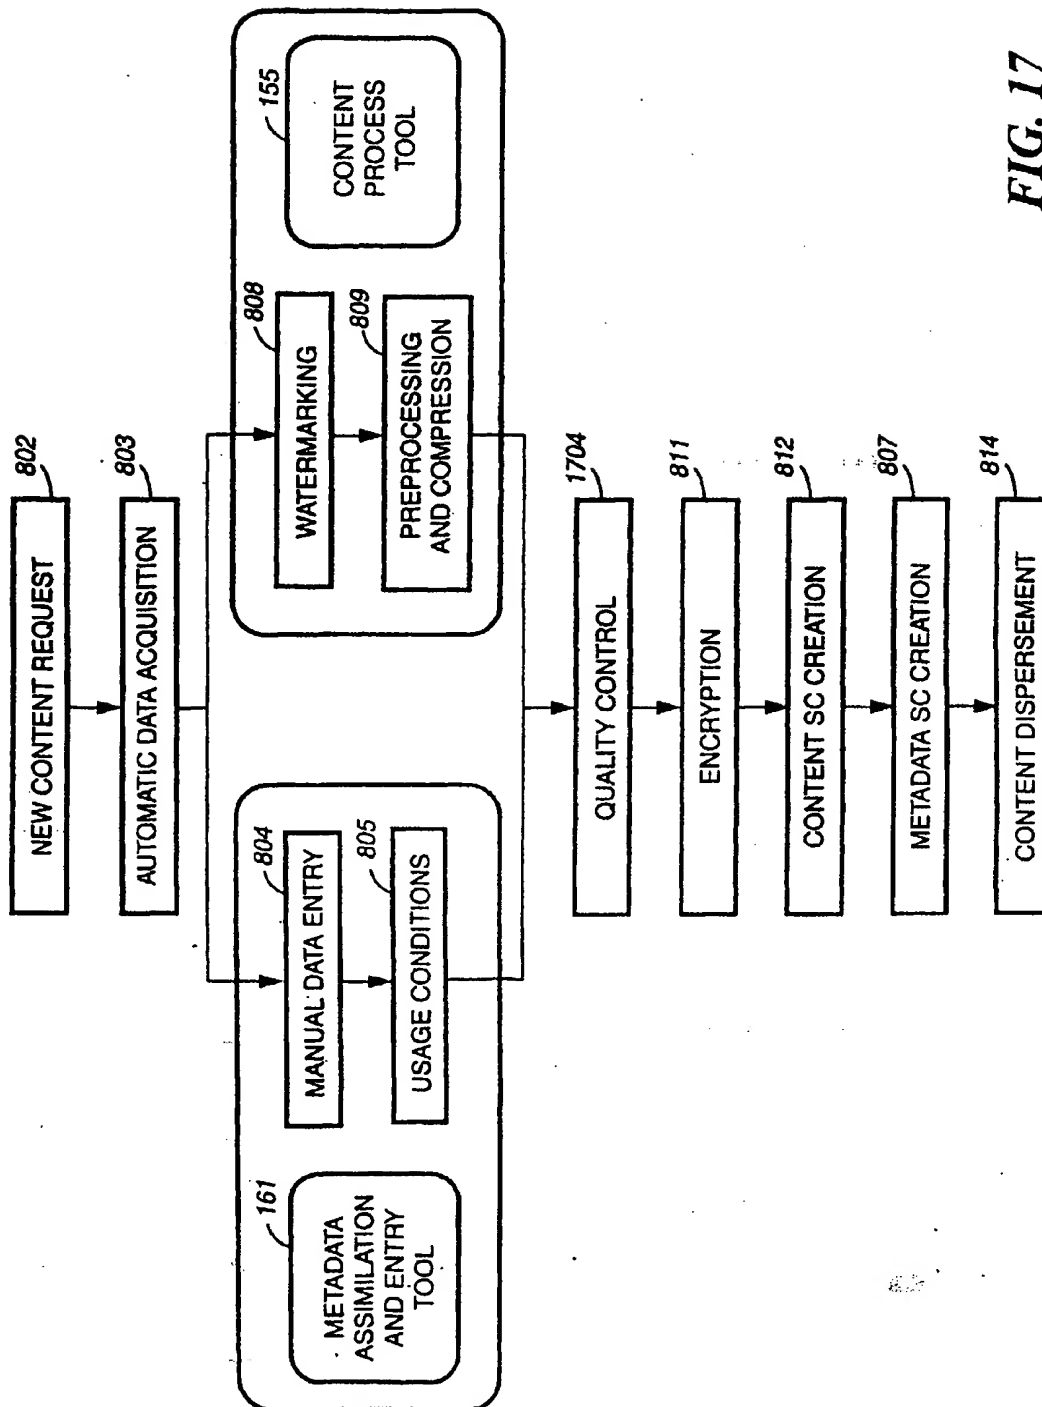 802
NEW CONTENT REQUEST
803
AUTOMATIC DATA ACQUISITION
161
METADATA
ASSIMILATION
AND ENTRY
TOOL
804
MANUAL DATA ENTRY
805
USAGE CONDITIONS
808
WATERMARKING
809
PREPROCESSING
AND COMPRESSION
155
CONTENT
PROCESS
TOOL
1704
QUALITY CONTROL
811
ENCRYPTION
812
CONTENT SC CREATION
807
METADATA SC CREATION
814
CONTENT DISPERSEMENT
FIG. 17